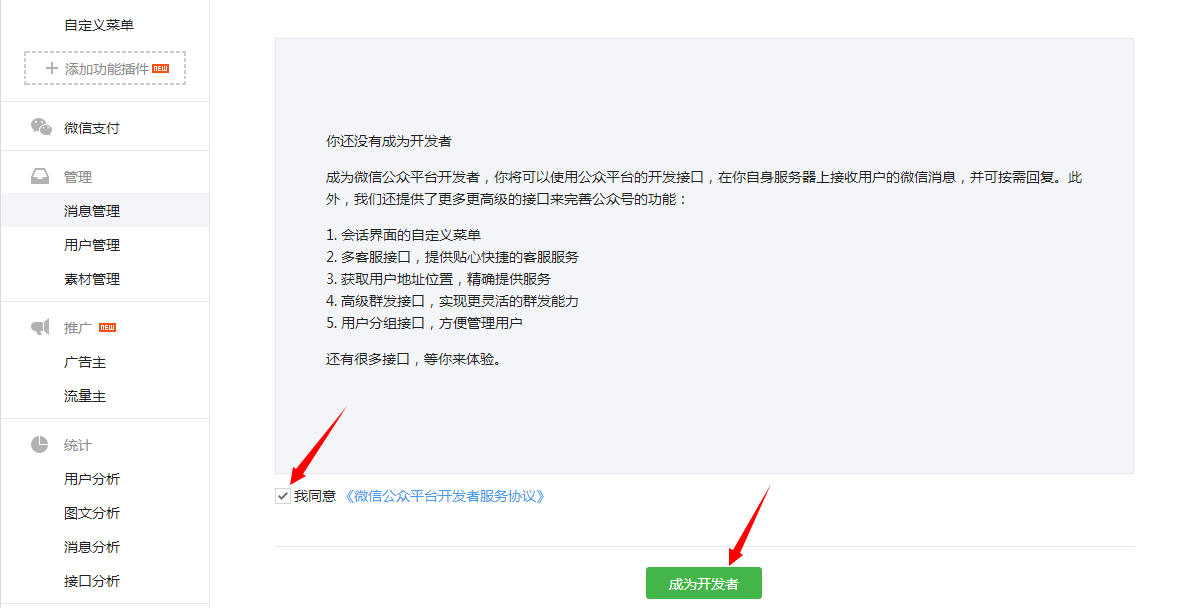 自定义菜单
添加功能插件 NEW
微信支付
管理
消息管理
用户管理
素材管理
推广 NEW
广告主
流量主
统计
用户分析
图文分析
消息分析
接口分析
你还没有成为开发者
成为微信公众平台开发者，你将可以使用公众平台的开发接口，在你自身服务器上接收用户的微信消息，并可按需回复。此
外，我们还提供了更多更高级的接口来完善公众号的功能：
1. 会话界面的自定义菜单
2. 多客服接口，提供贴心快捷的客服服务
3. 获取用户地址位置，精确提供服务
4. 高级群发接口，实现更灵活的群发能力
5. 用户分组接口，方便管理用户
还有很多接口，等你来体验。
我同意《微信公众平台开发者服务协议》
成为开发者